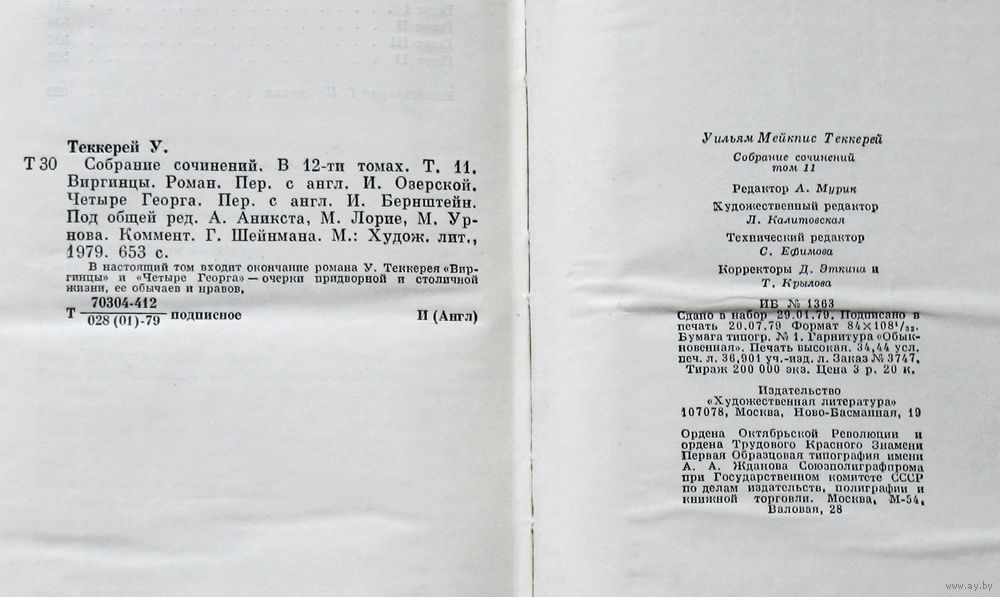 Теккерей У.
Т 30 Собрание сочинений. В 12-ти томах. Т. 11.
Виргинцы. Роман. Пер. с англ. И. Озерской.
Четыре Георга. Пер. с англ. И. Бернштейн.
Под общей ред. А. Аникста, М. Лорие, М. Ур-
нова. Коммент. Г. Шейнмана. М.: Худож. лит.,
1979. 653 с.
В настоящий том входит окончание романа У. Теккерея «Вир-
гинцы» и «Четыре Георга» — очерки придворной и столичной
жизни, ее обычаев и нравов.
70304-412
Т подписное И (Англ)
028 (01)-79
Уильям Мейкпис Теккерей
Собрание сочинений
том 11
Редактор А. Мурик
Художественный редактор
Л. Калитовская
Технический редактор
С. Ефимова
Корректоры Д. Эткина и
Т. Крылова
ИБ № 1363
Сдано в набор 29.01.79. Подписано в
печать 20.07.79 Формат 84×108¹/₃₂.
Бумага типогр. № 1. Гарнитура «Обык-
новенная». Печать высокая. 34,44 усл.
печ. л. 36,901 уч.-изд. л. Заказ № 3747.
Тираж 200 000 экз. Цена 3 р. 20 к.
Издательство
«Художественная литература»
107078, Москва, Ново-Басманная, 19
Ордена Октябрьской Революции и
ордена Трудового Красного Знамени
Первая Образцовая типография имени
А. А. Жданова Союзполиграфпрома
при Государственном комитете СССР
по делам издательств, полиграфии и
книжной торговли. Москва, М-54,
Валовая, 28
www.ay.by